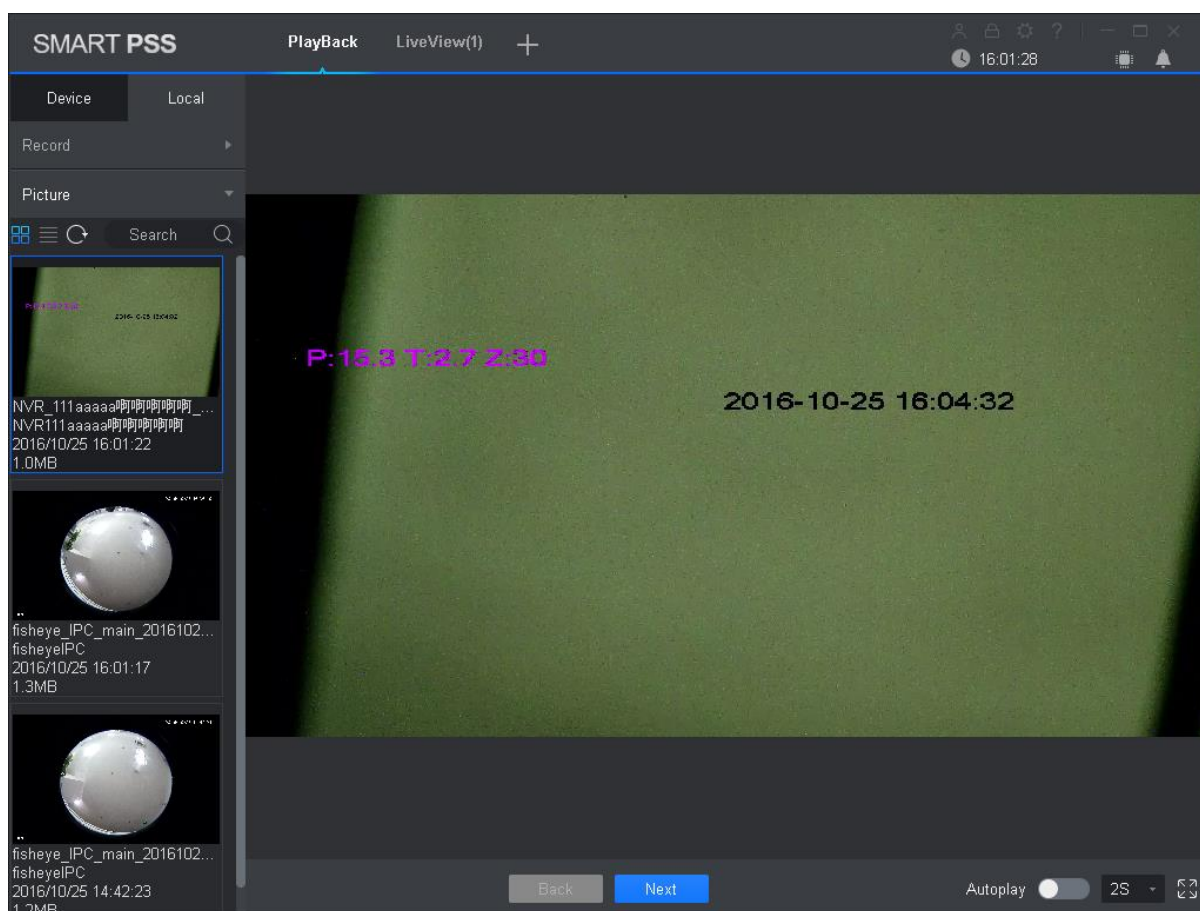 SMART PSS
PlayBack LiveView(1)
16:01:28
Device Local
Record
Picture
Search
NVR_111aaaaa啊啊啊啊啊_...
NVR111aaaaa啊啊啊啊啊
2016/10/25 16:01:22
1.0MB
fisheye_IPC_main_2016102...
fisheyeIPC
2016/10/25 16:01:17
1.3MB
fisheye_IPC_main_2016102...
fisheyeIPC
2016/10/25 14:42:23
1.2MB
P:15.3 T:2.7 Z:30
2016-10-25 16:04:32
Back Next
Autoplay 2S